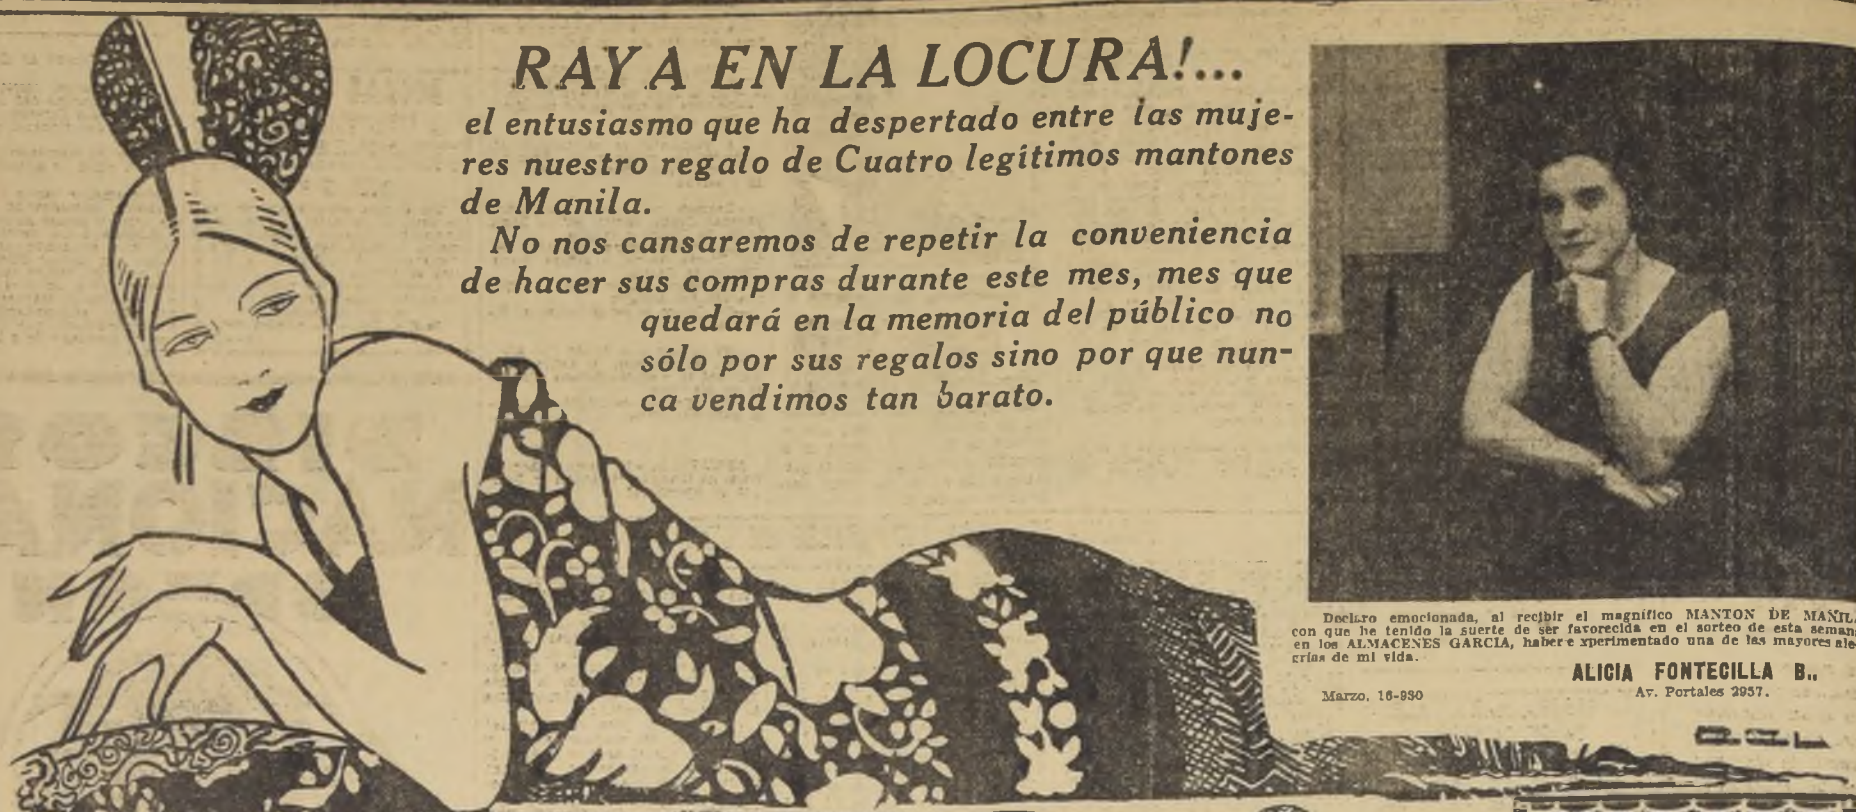 RAYA EN LA LOCURA!...
el entusiasmo que ha despertado entre las muje-
res nuestro regalo de Cuatro legítimos mantones
de Manila.
No nos cansaremos de repetir la conveniencia
de hacer sus compras durante este mes, mes que
quedará en la memoria del público no
sólo por sus regalos sino por que nun-
ca vendimos tan barato.
Declaro emocionada, al recibir el magnífico MANTON DE MANIL
con que he tenido la suerte de ser favorecida en el sorteo de esta seman
en los ALMACENES GARCIA, haber e xperimentado una de las mayores ale-
grías de mi vida.
ALICIA FONTECILLA B.,
Marzo, 16-930
Av. Portales 2957.